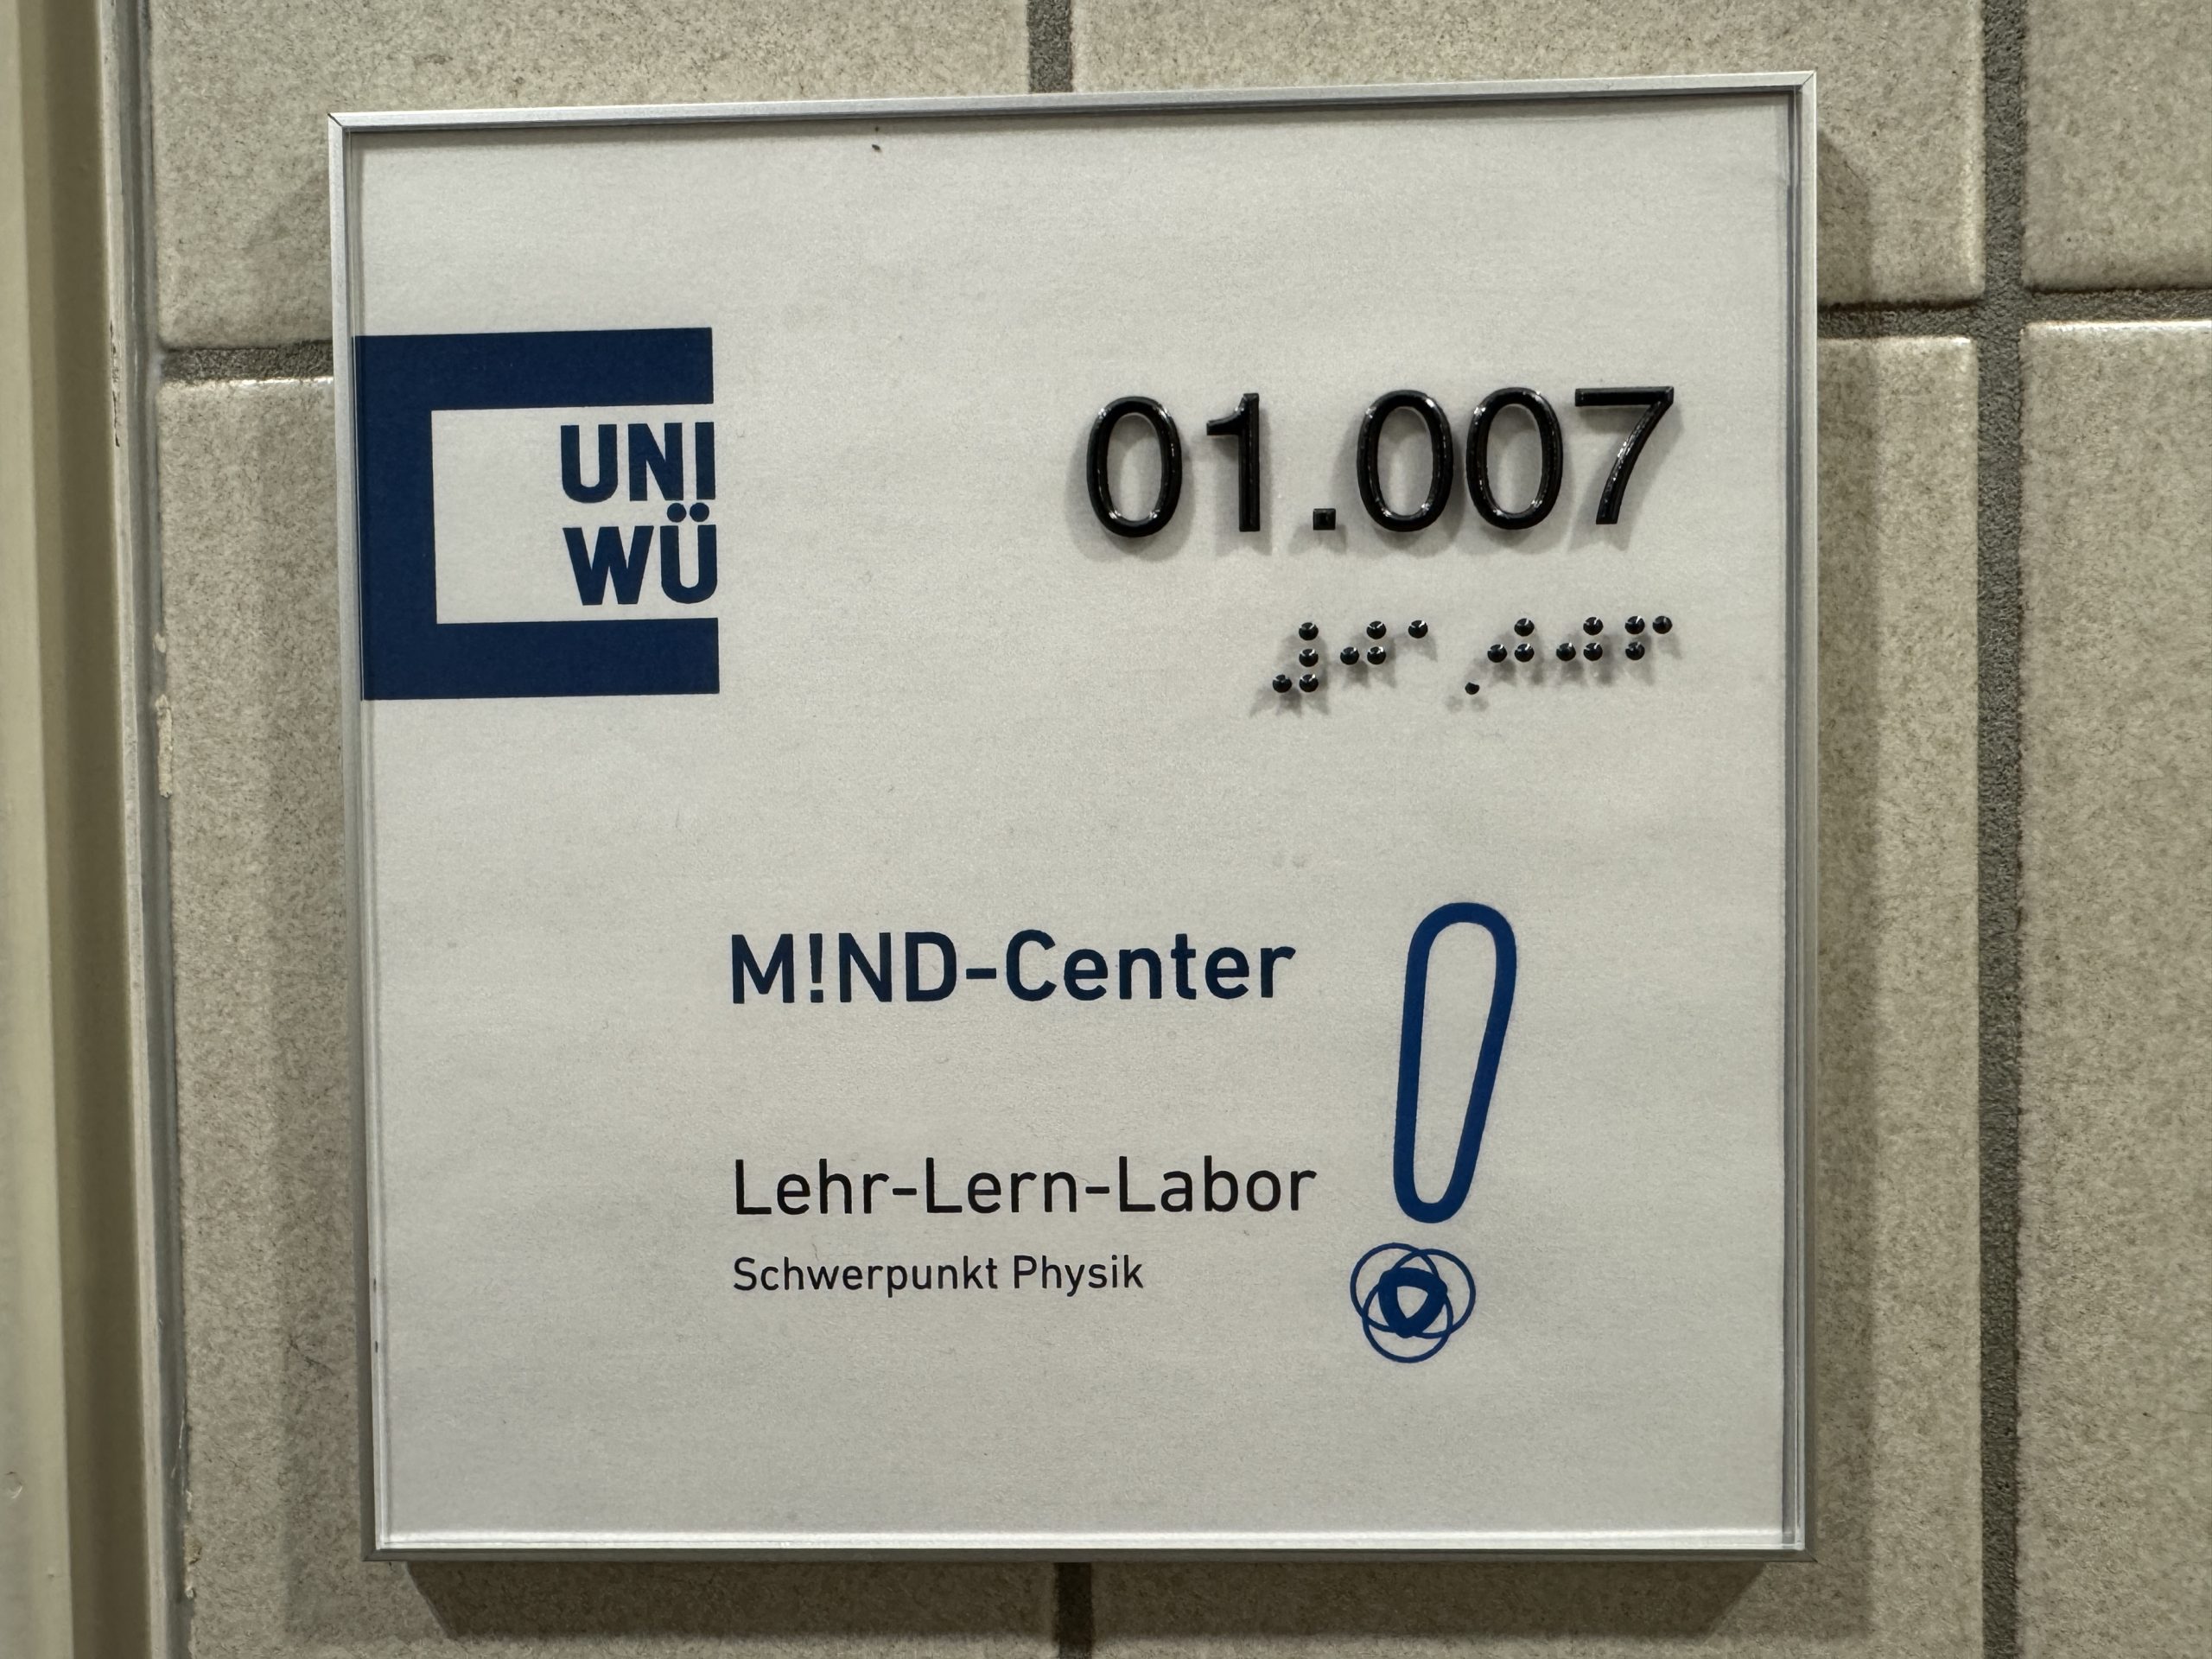 UNI
WÜ
01.007
⠼⠚⠁⠄⠚⠚⠛
M!ND-Center
Lehr-Lern-Labor
Schwerpunkt Physik